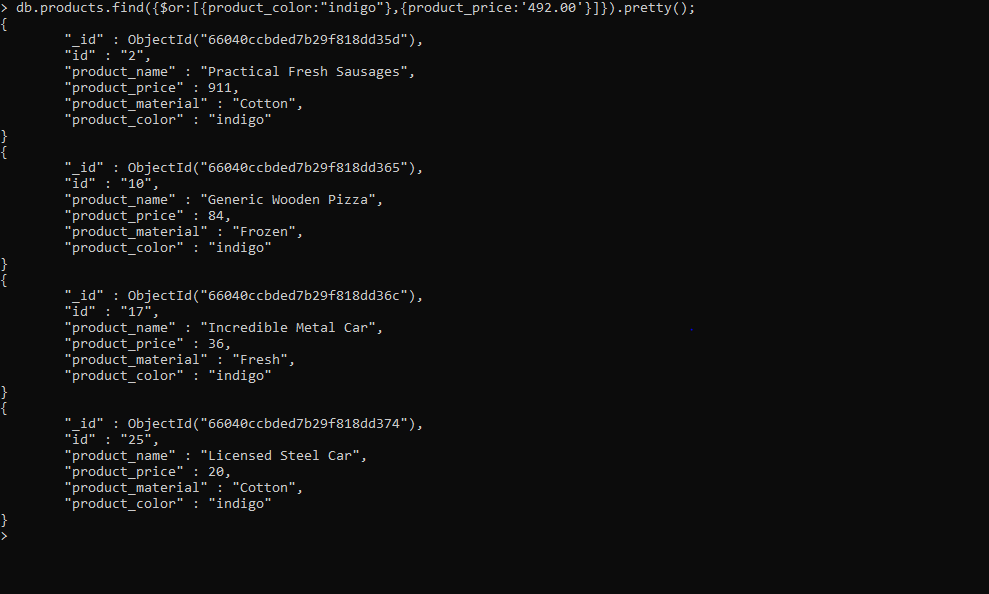 > db.products.find({$or:[{product_color:"indigo"},{product_price:'492.00'}]}).pretty();
{
        "_id" : ObjectId("66040ccbded7b29f818dd35d"),
        "id" : "2",
        "product_name" : "Practical Fresh Sausages",
        "product_price" : 911,
        "product_material" : "Cotton",
        "product_color" : "indigo"
}
{
        "_id" : ObjectId("66040ccbded7b29f818dd365"),
        "id" : "10",
        "product_name" : "Generic Wooden Pizza",
        "product_price" : 84,
        "product_material" : "Frozen",
        "product_color" : "indigo"
}
{
        "_id" : ObjectId("66040ccbded7b29f818dd36c"),
        "id" : "17",
        "product_name" : "Incredible Metal Car",
        "product_price" : 36,
        "product_material" : "Fresh",
        "product_color" : "indigo"
}
{
        "_id" : ObjectId("66040ccbded7b29f818dd374"),
        "id" : "25",
        "product_name" : "Licensed Steel Car",
        "product_price" : 20,
        "product_material" : "Cotton",
        "product_color" : "indigo"
}
>